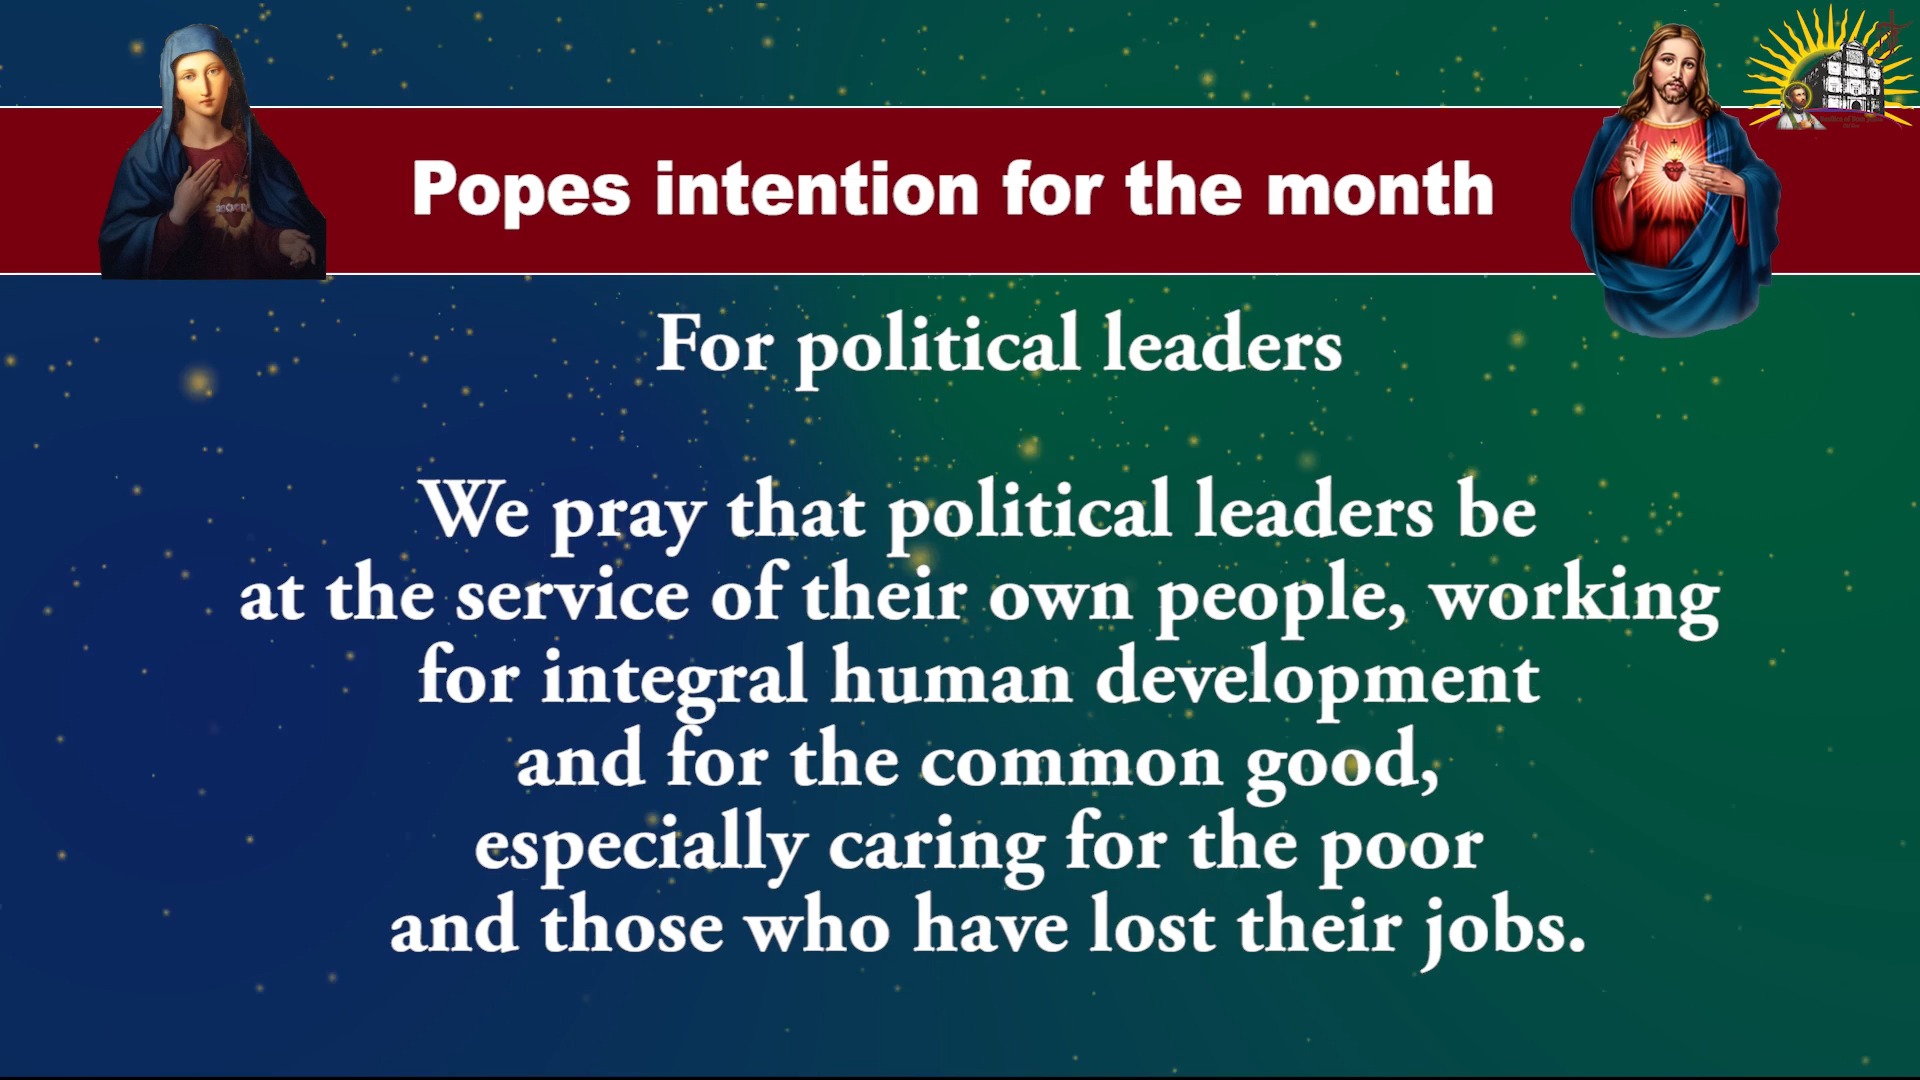 Popes intention for the month
For political leaders
We pray that political leaders be
at the service of their own people, working
for integral human development
and for the common good,
especially caring for the poor
and those who have lost their jobs.